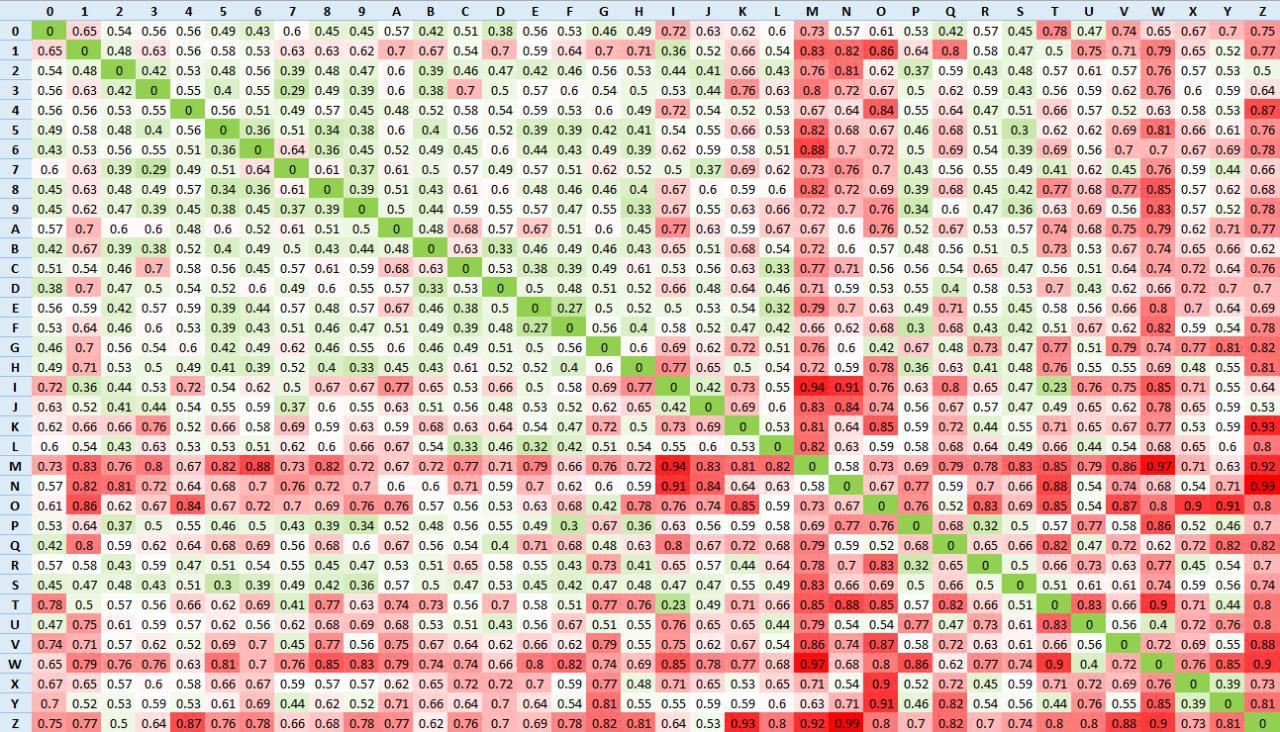 0 1 2 3 4 5 6 7 8 9 A B C D E F G H I J K L M N O P Q R S T U V W X Y Z
0 0 0.65 0.54 0.56 0.56 0.49 0.43 0.6 0.45 0.45 0.57 0.42 0.51 0.38 0.56 0.53 0.46 0.49 0.72 0.63 0.62 0.6 0.73 0.57 0.61 0.53 0.42 0.57 0.45 0.78 0.47 0.74 0.65 0.67 0.7 0.75
1 0.65 0 0.48 0.63 0.56 0.58 0.53 0.63 0.62 0.62 0.7 0.67 0.54 0.7 0.59 0.64 0.7 0.71 0.36 0.52 0.66 0.54 0.83 0.82 0.86 0.64 0.8 0.58 0.47 0.5 0.75 0.71 0.79 0.65 0.52 0.77
2 0.54 0.48 0 0.42 0.53 0.48 0.56 0.39 0.48 0.47 0.6 0.39 0.46 0.47 0.42 0.46 0.56 0.53 0.44 0.41 0.66 0.43 0.76 0.81 0.62 0.37 0.59 0.43 0.48 0.57 0.61 0.57 0.76 0.57 0.53 0.5
3 0.56 0.63 0.42 0 0.55 0.4 0.55 0.29 0.49 0.39 0.6 0.38 0.7 0.5 0.57 0.6 0.54 0.5 0.53 0.44 0.76 0.63 0.8 0.72 0.67 0.5 0.62 0.59 0.43 0.56 0.59 0.62 0.76 0.6 0.59 0.64
4 0.56 0.56 0.53 0.55 0 0.56 0.51 0.49 0.57 0.45 0.48 0.52 0.58 0.54 0.59 0.53 0.6 0.49 0.72 0.54 0.52 0.53 0.67 0.64 0.84 0.55 0.64 0.47 0.51 0.66 0.57 0.52 0.63 0.58 0.53 0.87
5 0.49 0.58 0.48 0.4 0.56 0 0.36 0.51 0.34 0.38 0.6 0.4 0.56 0.52 0.39 0.39 0.42 0.41 0.54 0.55 0.66 0.53 0.82 0.68 0.67 0.46 0.68 0.51 0.3 0.62 0.62 0.69 0.81 0.66 0.61 0.76
6 0.43 0.53 0.56 0.55 0.51 0.36 0 0.64 0.36 0.45 0.52 0.49 0.45 0.6 0.44 0.43 0.49 0.39 0.62 0.59 0.58 0.51 0.88 0.7 0.72 0.5 0.69 0.54 0.39 0.69 0.56 0.7 0.7 0.67 0.69 0.78
7 0.6 0.63 0.39 0.29 0.49 0.51 0.64 0 0.61 0.37 0.61 0.5 0.57 0.49 0.57 0.51 0.62 0.52 0.5 0.37 0.69 0.62 0.73 0.76 0.7 0.43 0.56 0.55 0.49 0.41 0.62 0.45 0.76 0.59 0.44 0.66
8 0.45 0.63 0.48 0.49 0.57 0.34 0.36 0.61 0 0.39 0.51 0.43 0.61 0.6 0.48 0.46 0.46 0.4 0.67 0.6 0.59 0.6 0.82 0.72 0.69 0.39 0.68 0.45 0.42 0.77 0.68 0.77 0.85 0.57 0.62 0.68
9 0.45 0.62 0.47 0.39 0.45 0.38 0.45 0.37 0.39 0 0.5 0.44 0.59 0.55 0.57 0.47 0.55 0.33 0.67 0.55 0.63 0.66 0.72 0.7 0.76 0.34 0.6 0.47 0.36 0.63 0.69 0.56 0.83 0.57 0.52 0.78
A 0.57 0.7 0.6 0.6 0.48 0.6 0.52 0.61 0.51 0.5 0 0.48 0.68 0.57 0.67 0.51 0.6 0.45 0.77 0.63 0.59 0.67 0.67 0.6 0.76 0.52 0.67 0.53 0.57 0.74 0.68 0.75 0.79 0.62 0.71 0.77
B 0.42 0.67 0.39 0.38 0.52 0.4 0.49 0.5 0.43 0.44 0.48 0 0.63 0.33 0.46 0.49 0.46 0.43 0.65 0.51 0.68 0.54 0.72 0.6 0.57 0.48 0.56 0.51 0.5 0.73 0.53 0.67 0.74 0.65 0.66 0.62
C 0.51 0.54 0.46 0.7 0.58 0.56 0.45 0.57 0.61 0.59 0.68 0.63 0 0.53 0.38 0.39 0.49 0.61 0.53 0.56 0.63 0.33 0.77 0.71 0.56 0.56 0.54 0.65 0.47 0.56 0.51 0.64 0.74 0.72 0.64 0.76
D 0.38 0.7 0.47 0.5 0.54 0.52 0.6 0.49 0.6 0.55 0.57 0.33 0.53 0 0.5 0.48 0.51 0.52 0.66 0.48 0.64 0.46 0.71 0.59 0.53 0.55 0.4 0.58 0.53 0.7 0.43 0.62 0.66 0.72 0.7 0.7
E 0.56 0.59 0.42 0.57 0.59 0.39 0.44 0.57 0.48 0.57 0.67 0.46 0.38 0.5 0 0.27 0.5 0.52 0.5 0.53 0.54 0.32 0.79 0.7 0.63 0.49 0.71 0.55 0.45 0.58 0.56 0.66 0.8 0.7 0.64 0.69
F 0.53 0.64 0.46 0.6 0.53 0.39 0.43 0.51 0.46 0.47 0.51 0.49 0.39 0.48 0.27 0 0.56 0.4 0.58 0.52 0.47 0.42 0.66 0.62 0.68 0.3 0.68 0.43 0.42 0.51 0.67 0.62 0.82 0.59 0.54 0.78
G 0.46 0.7 0.56 0.54 0.6 0.42 0.49 0.62 0.46 0.55 0.6 0.46 0.49 0.51 0.5 0.56 0 0.6 0.69 0.62 0.72 0.51 0.76 0.6 0.42 0.67 0.48 0.73 0.47 0.77 0.51 0.79 0.74 0.77 0.81 0.82
H 0.49 0.71 0.53 0.5 0.49 0.41 0.39 0.52 0.4 0.33 0.45 0.43 0.61 0.52 0.52 0.4 0.6 0 0.77 0.65 0.5 0.54 0.72 0.59 0.78 0.36 0.63 0.41 0.48 0.76 0.55 0.55 0.69 0.48 0.55 0.81
I 0.72 0.36 0.44 0.53 0.72 0.54 0.62 0.5 0.67 0.67 0.77 0.65 0.53 0.66 0.5 0.58 0.69 0.77 0 0.42 0.73 0.55 0.94 0.91 0.76 0.63 0.8 0.65 0.47 0.23 0.76 0.75 0.85 0.71 0.55 0.64
J 0.63 0.52 0.41 0.44 0.54 0.55 0.59 0.37 0.6 0.55 0.63 0.51 0.56 0.48 0.53 0.52 0.62 0.65 0.42 0 0.69 0.6 0.83 0.84 0.74 0.56 0.67 0.57 0.47 0.49 0.65 0.62 0.78 0.65 0.59 0.53
K 0.62 0.66 0.66 0.76 0.52 0.66 0.58 0.69 0.59 0.63 0.59 0.68 0.63 0.64 0.54 0.47 0.72 0.5 0.73 0.69 0 0.53 0.81 0.64 0.85 0.59 0.72 0.44 0.55 0.71 0.65 0.67 0.77 0.53 0.59 0.93
L 0.6 0.54 0.43 0.63 0.53 0.53 0.51 0.62 0.6 0.66 0.67 0.54 0.33 0.46 0.32 0.42 0.51 0.54 0.55 0.6 0.53 0 0.82 0.63 0.59 0.58 0.68 0.64 0.49 0.66 0.44 0.54 0.68 0.65 0.6 0.8
M 0.73 0.83 0.76 0.8 0.67 0.82 0.88 0.73 0.82 0.72 0.67 0.72 0.77 0.71 0.79 0.66 0.76 0.72 0.94 0.83 0.81 0.82 0 0.58 0.73 0.69 0.79 0.78 0.83 0.85 0.79 0.86 0.97 0.71 0.63 0.92
N 0.57 0.82 0.81 0.72 0.64 0.68 0.7 0.76 0.72 0.7 0.6 0.6 0.71 0.59 0.7 0.62 0.6 0.59 0.91 0.84 0.64 0.63 0.58 0 0.67 0.77 0.59 0.7 0.66 0.88 0.54 0.74 0.68 0.54 0.71 0.99
O 0.61 0.86 0.62 0.67 0.84 0.67 0.72 0.7 0.69 0.76 0.76 0.57 0.56 0.53 0.63 0.68 0.42 0.78 0.76 0.74 0.85 0.59 0.73 0.67 0 0.76 0.52 0.83 0.69 0.85 0.54 0.87 0.8 0.9 0.91 0.8
P 0.53 0.64 0.37 0.5 0.55 0.46 0.5 0.43 0.39 0.34 0.52 0.48 0.56 0.55 0.49 0.3 0.67 0.36 0.63 0.56 0.59 0.58 0.69 0.77 0.76 0 0.68 0.32 0.5 0.57 0.77 0.58 0.86 0.52 0.46 0.7
Q 0.42 0.8 0.59 0.62 0.64 0.68 0.69 0.56 0.68 0.6 0.67 0.56 0.54 0.4 0.71 0.68 0.48 0.63 0.8 0.67 0.72 0.68 0.79 0.59 0.52 0.68 0 0.65 0.66 0.82 0.47 0.72 0.62 0.72 0.82 0.82
R 0.57 0.58 0.43 0.59 0.47 0.51 0.54 0.55 0.45 0.47 0.53 0.51 0.65 0.58 0.55 0.43 0.73 0.41 0.65 0.57 0.44 0.64 0.78 0.7 0.83 0.32 0.65 0 0.5 0.66 0.73 0.63 0.77 0.45 0.54 0.7
S 0.45 0.47 0.48 0.43 0.51 0.3 0.39 0.49 0.42 0.36 0.57 0.5 0.47 0.53 0.45 0.42 0.47 0.48 0.47 0.47 0.55 0.49 0.83 0.66 0.69 0.5 0.66 0.5 0 0.51 0.61 0.61 0.74 0.59 0.56 0.74
T 0.78 0.5 0.57 0.56 0.66 0.62 0.69 0.41 0.77 0.63 0.74 0.73 0.56 0.7 0.58 0.51 0.77 0.76 0.23 0.49 0.71 0.66 0.85 0.88 0.85 0.57 0.82 0.66 0.51 0 0.83 0.66 0.9 0.71 0.44 0.8
U 0.47 0.75 0.61 0.59 0.57 0.62 0.56 0.62 0.68 0.69 0.68 0.53 0.51 0.43 0.56 0.67 0.51 0.55 0.76 0.65 0.65 0.44 0.79 0.54 0.54 0.77 0.47 0.73 0.61 0.83 0 0.56 0.4 0.72 0.76 0.8
V 0.74 0.71 0.57 0.62 0.52 0.69 0.7 0.45 0.77 0.56 0.75 0.67 0.64 0.62 0.66 0.62 0.79 0.55 0.75 0.62 0.67 0.54 0.86 0.74 0.87 0.58 0.72 0.63 0.61 0.66 0.56 0 0.72 0.69 0.55 0.88
W 0.65 0.79 0.76 0.76 0.63 0.81 0.7 0.76 0.85 0.83 0.79 0.74 0.74 0.66 0.8 0.82 0.74 0.69 0.85 0.78 0.77 0.68 0.97 0.68 0.8 0.86 0.62 0.77 0.74 0.9 0.4 0.72 0 0.76 0.85 0.9
X 0.67 0.65 0.57 0.6 0.58 0.66 0.67 0.59 0.57 0.57 0.62 0.65 0.72 0.72 0.7 0.59 0.77 0.48 0.71 0.65 0.53 0.65 0.71 0.54 0.9 0.52 0.72 0.45 0.59 0.71 0.72 0.69 0.76 0 0.39 0.73
Y 0.7 0.52 0.53 0.59 0.53 0.61 0.69 0.44 0.62 0.52 0.71 0.66 0.64 0.7 0.64 0.54 0.81 0.55 0.55 0.59 0.59 0.6 0.63 0.71 0.91 0.46 0.82 0.54 0.56 0.44 0.76 0.55 0.85 0.39 0 0.81
Z 0.75 0.77 0.5 0.64 0.87 0.76 0.78 0.66 0.68 0.78 0.77 0.62 0.76 0.7 0.69 0.78 0.82 0.81 0.64 0.53 0.93 0.8 0.92 0.99 0.8 0.7 0.82 0.7 0.74 0.8 0.8 0.88 0.9 0.73 0.81 0